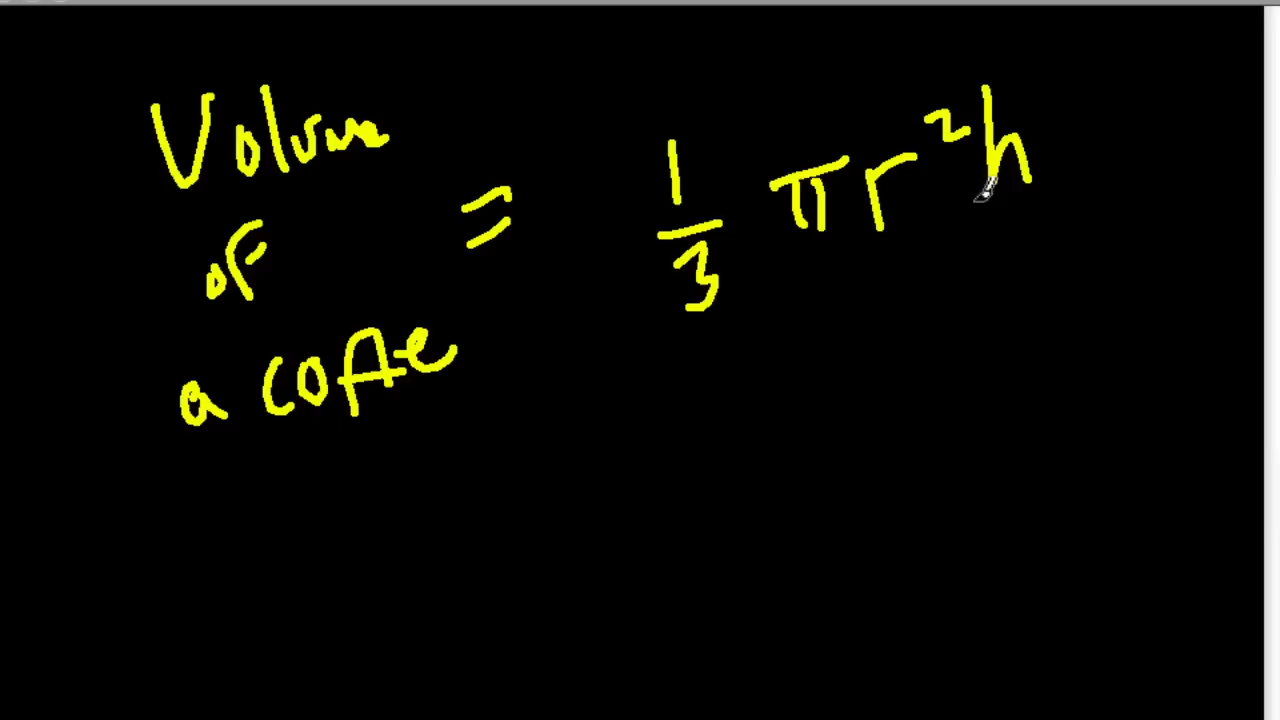 Volume
of
a cone
= 1/3 πr²h